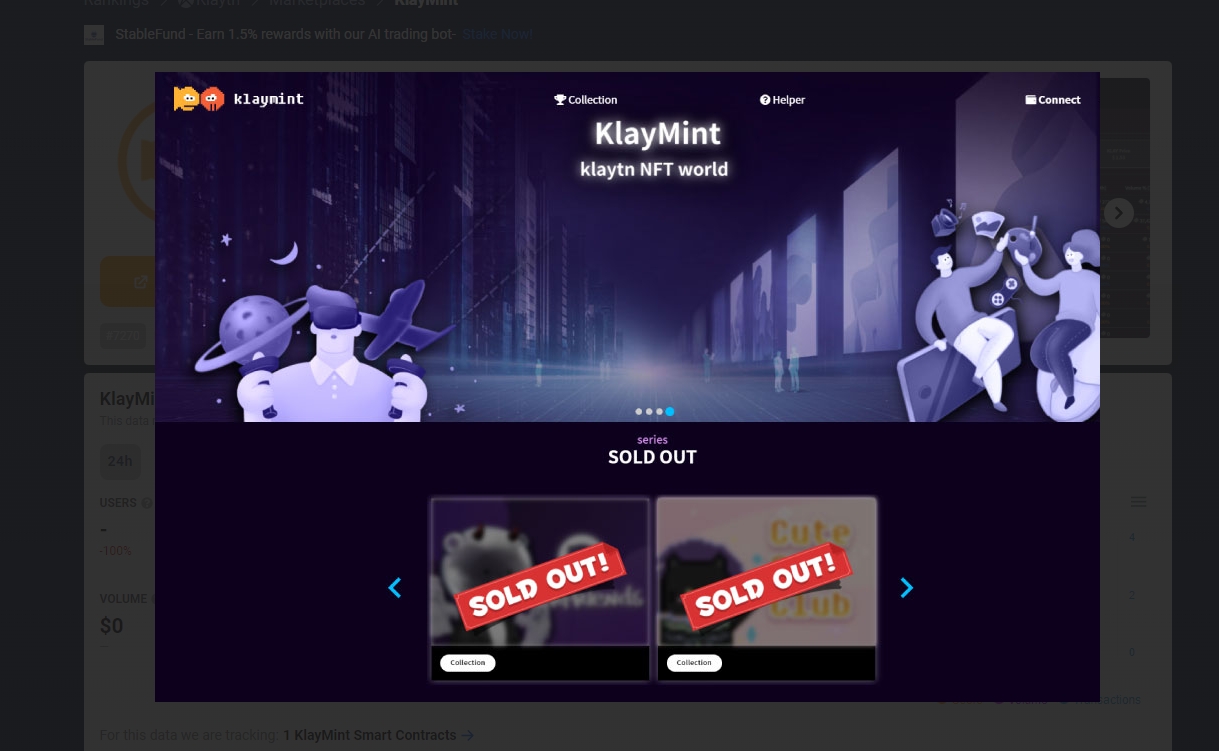 Rankings Klaytn Marketplaces KlayMint
StableFund - Earn 1.5% rewards with our AI trading bot- Stake Now!
klaymint
Collection
Helper
Connect
KlayMint
klaytn NFT world
series
SOLD OUT
SOLD OUT!
SOLD OUT!
Cute
Club
Collection
Collection
KlayMi
This data
24h
USERS
-
-100%
VOLUME
$0
4
2
0
For this data we are tracking: 1 KlayMint Smart Contracts →